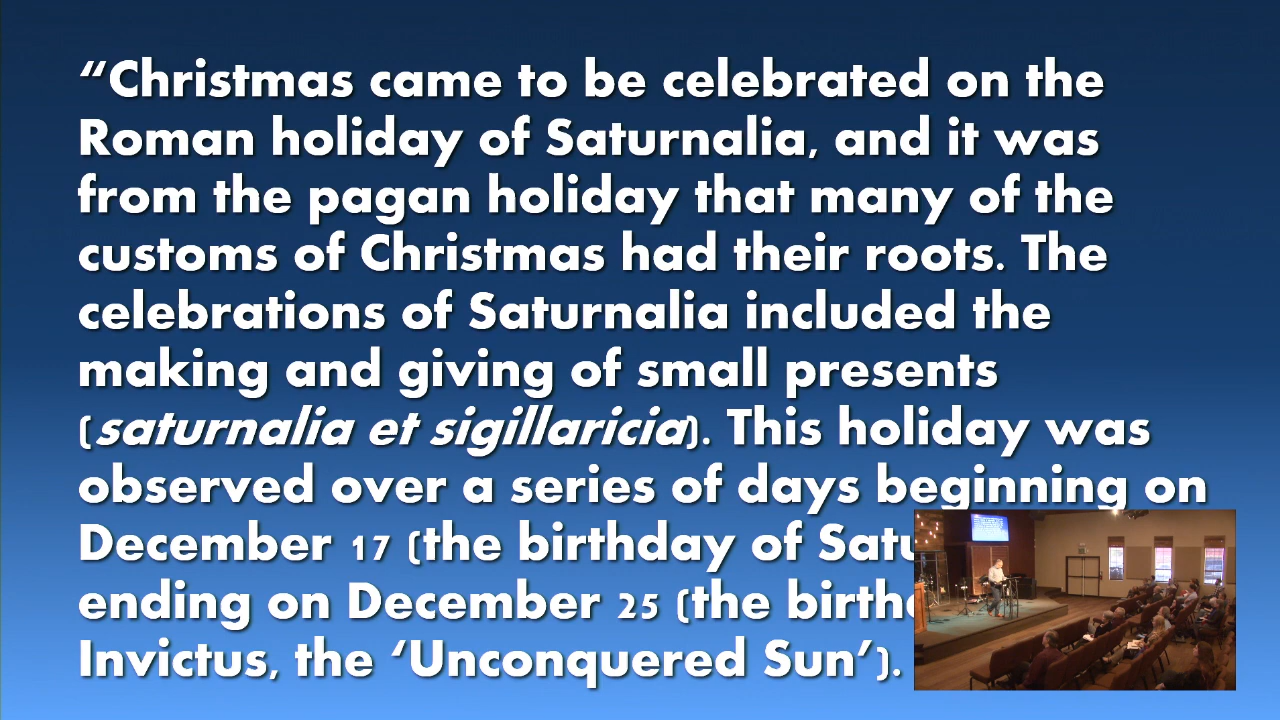 “Christmas came to be celebrated on the
Roman holiday of Saturnalia, and it was
from the pagan holiday that many of the
customs of Christmas had their roots. The
celebrations of Saturnalia included the
making and giving of small presents
(saturnalia et sigillaricia). This holiday was
observed over a series of days beginning on
December 17 (the birthday of
ending on December 25 (the
Invictus, the ‘Unconquered Sun’).